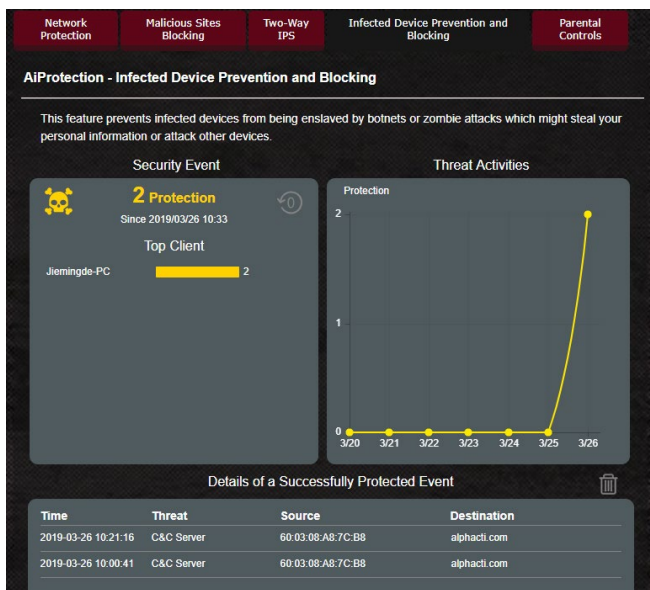 Network Protection
Malicious Sites Blocking
Two-Way IPS
Infected Device Prevention and Blocking
Parental Controls
AiProtection - Infected Device Prevention and Blocking
This feature prevents infected devices from being enslaved by botnets or zombie attacks which might steal your
personal information or attack other devices.
Security Event
Threat Activities
2 Protection
0
Since 2019/03/26 10:33
Top Client
Jiemingde-PC 2
Protection
2
1
0
3/20 3/21 3/22 3/23 3/24 3/25 3/26
Details of a Successfully Protected Event
Time Threat Source Destination
2019-03-26 10:21:16 C&C Server 60:03:08:A8:7C:B8 alphacti.com
2019-03-26 10:00:41 C&C Server 60:03:08:A8:7C:B8 alphacti.com